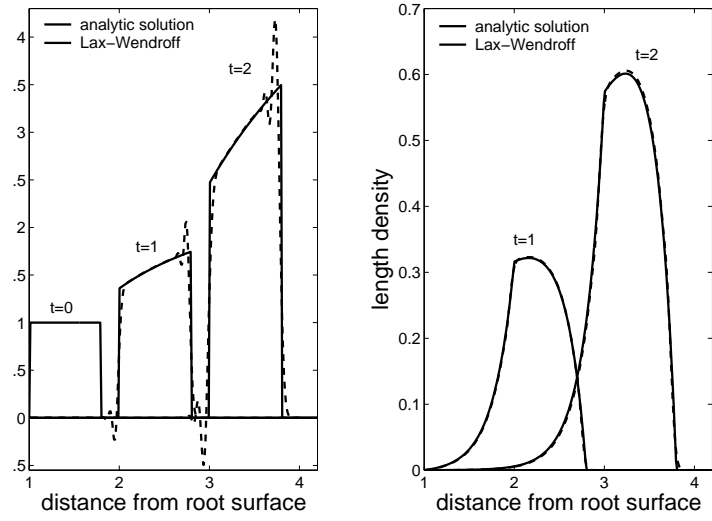 analytic solution
Lax−Wendroff
t=2
t=1
t=0
.5
3
.5
2
.5
1
0
.5
1
2
3
4
distance from root surface
analytic solution
Lax−Wendroff
t=2
t=1
length density
0.7
0.6
0.5
0.4
0.3
0.2
0.1
0
1
2
3
4
distance from root surface